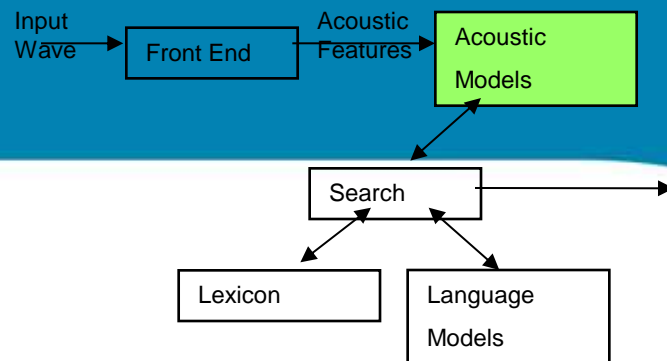 Input
Wave
Front End
Acoustic
Features
Acoustic
Models
Search
Lexicon
Language
Models